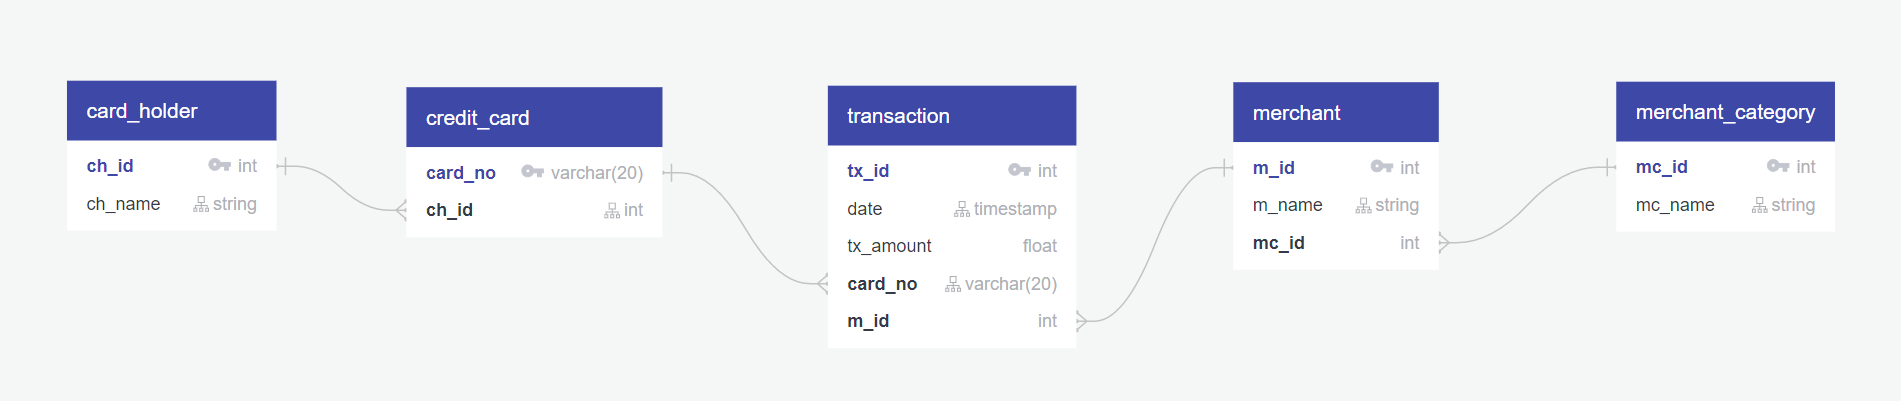 card_holder
ch_id int
ch_name string
credit_card
card_no varchar(20)
ch_id int
transaction
tx_id int
date timestamp
tx_amount float
card_no varchar(20)
m_id int
merchant
m_id int
m_name string
mc_id int
merchant_category
mc_id int
mc_name string